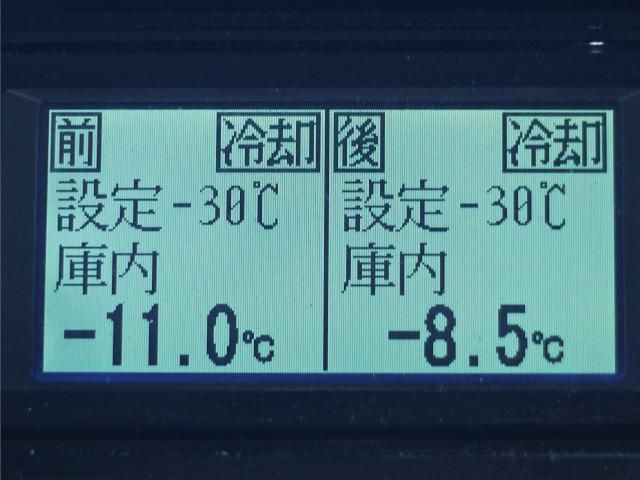 前 冷却
設定 -30℃
庫内
-11.0℃
後 冷却
設定 -30℃
庫内
-8.5℃